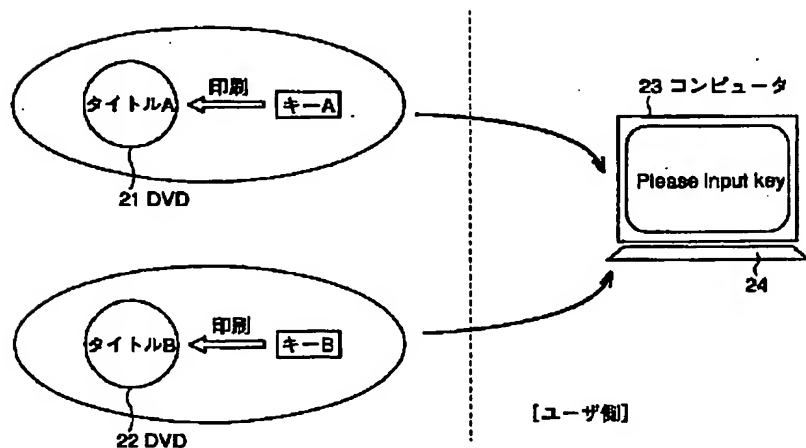 印刷
タイトルA
キーA
21 DVD
23 コンピュータ
Please input key
24
印刷
タイトルB
キーB
22 DVD
[ユーザ側]